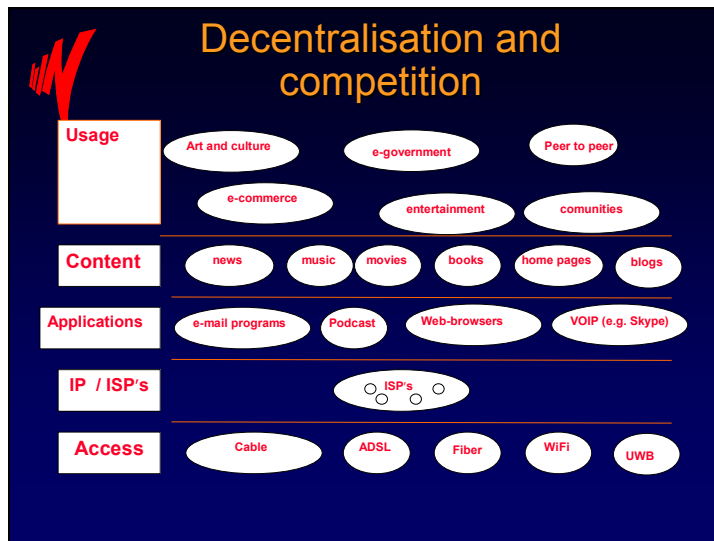 Decentralisation and
competition
Usage
Art and culture
e-government
Peer to peer
e-commerce
entertainment
comunities
Content
news
music
movies
books
home pages
blogs
Applications
e-mail programs
Podcast
Web-browsers
VOIP (e.g. Skype)
IP / ISP's
ISP's
Access
Cable
ADSL
Fiber
WiFi
UWB